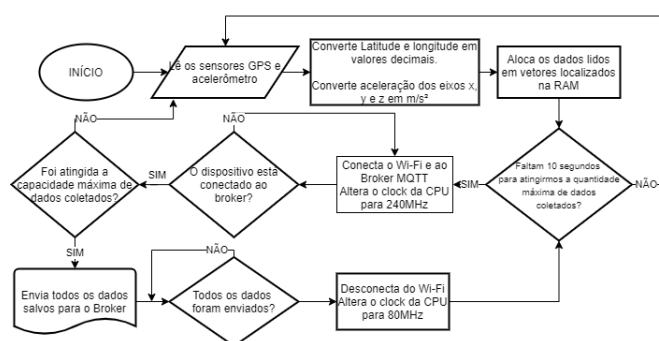 INÍCIO
Lê os sensores GPS e
acelerômetro
Converte Latitude e longitude em
valores decimais.
Converte aceleração dos eixos x,
y e z em m/s²
Aloca os dados lidos
em vetores localizados
na RAM
NÃO
Foi atingida a
capacidade máxima de
dados coletados?
SIM
NÃO
O dispositivo está
conectado ao
broker?
Conecta o Wi-Fi e ao
Broker MQTT
Altera o clock da CPU
para 240MHz
SIM
Faltam 10 segundos
para atingirmos a quantidade
máxima de dados
coletados?
NÃO
SIM
Envia todos os dados
salvos para o Broker
NÃO
Todos os dados
foram enviados?
Desconecta do Wi-Fi
Altera o clock da CPU
para 80MHz